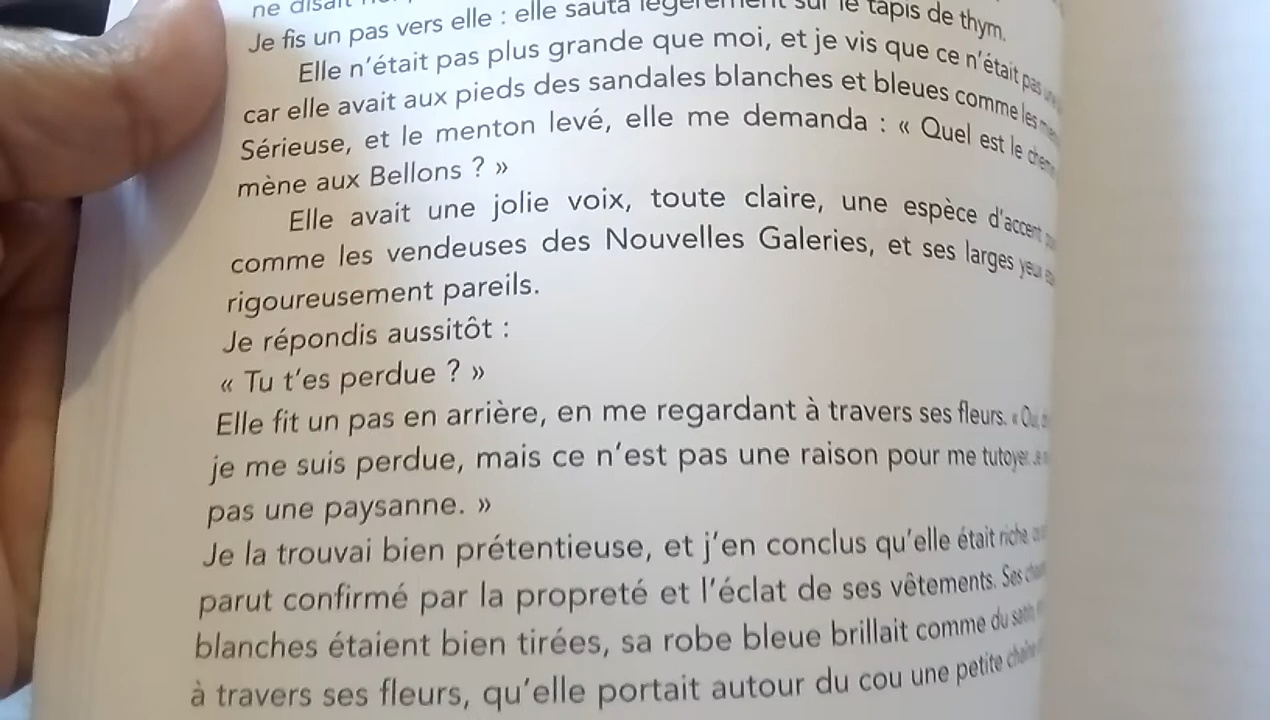 ne disait
Je fis un pas vers elle : elle sauta légèrement sur le tapis de thym.
Elle n'était pas plus grande que moi, et je vis que ce n'était pas
car elle avait aux pieds des sandales blanches et bleues comme les
Sérieuse, et le menton levé, elle me demanda : « Quel est le
mène aux Bellons ? »
Elle avait une jolie voix, toute claire, une espèce d'accent
comme les vendeuses des Nouvelles Galeries, et ses larges yeux
rigoureusement pareils.
Je répondis aussitôt :
« Tu t'es perdue ? »
Elle fit un pas en arrière, en me regardant à travers ses fleurs. «
je me suis perdue, mais ce n'est pas une raison pour me tutoyer.
pas une paysanne. »
Je la trouvai bien prétentieuse, et j'en conclus qu'elle était riche
parut confirmé par la propreté et l'éclat de ses vêtements. Ses
blanches étaient bien tirées, sa robe bleue brillait comme du satin
à travers ses fleurs, qu'elle portait autour du cou une petite chaîne